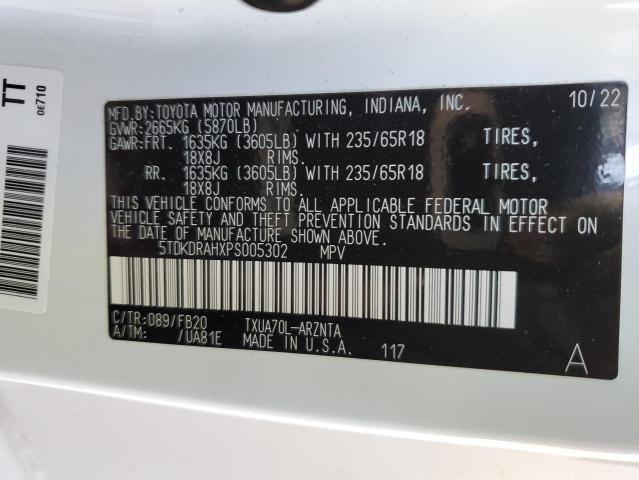 TT
0E710
MFD.BY:TOYOTA MOTOR MANUFACTURING, INDIANA, INC. 10/22
GVWR:2665KG (5870LB)
GAWR:FRT. 1635KG (3605LB) WITH 235/65R18 TIRES,
18X8J RIMS.
RR. 1635KG (3605LB) WITH 235/65R18 TIRES,
18X8J RIMS.
THIS VEHICLE CONFORMS TO ALL APPLICABLE FEDERAL MOTOR
VEHICLE SAFETY AND THEFT PREVENTION STANDARDS IN EFFECT ON
THE DATE OF MANUFACTURE SHOWN ABOVE.
5TDKDRAHXPS005302 MPV
C/TR:089/FB20 TXUA70L-ARZNTA
A/TM: /UA81E MADE IN U.S.A. 117 A